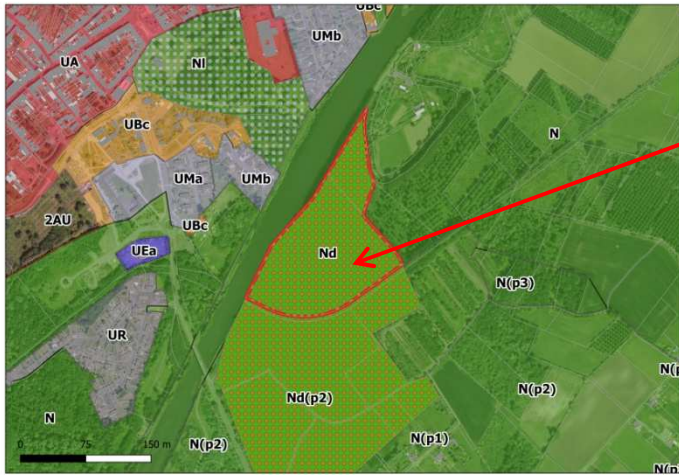 UBc
UMb
UA
Nl
UBc
N
UMa
UMb
2AU
UBc
UEa
Nd
N(p3)
UR
N(p2)
Nd(p2)
N
N(p2)
N(p1)
0 75 150 m